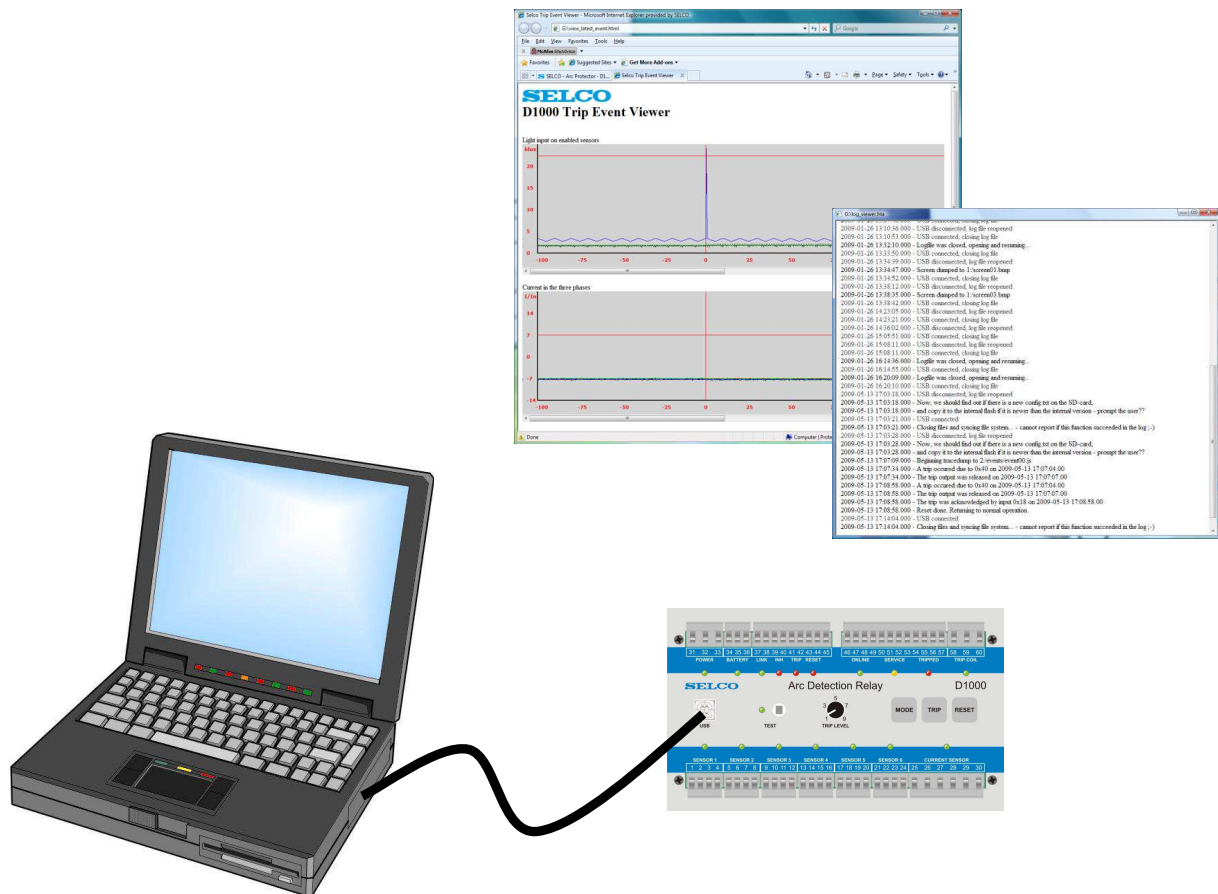 Selco Trip Event Viewer - Microsoft Internet Explorer provided by SELCO
G:\view_latest_event.html
Google
File Edit View Favorites Tools Help
McAfee SiteAdvisor
Favorites Suggested Sites Get More Add-ons
SELCO - Arc Protector - D1... Selco Trip Event Viewer
Page Safety Tools
SELCO
D1000 Trip Event Viewer
Light input on enabled sensors
klux
20
15
10
5
0
-100 -75 -50 -25 0 25 50
Current in the three phases
I/In
14
7
0
-7
-14
-100 -75 -50 -25 0 25 50
Done
G:\log_viewer.hta
2009-01-26 13:10:36.000 - USB disconnected, log file reopened
2009-01-26 13:10:53.000 - USB connected, closing log file
2009-01-26 13:32:10.000 - Logfile was closed, opening and resuming...
2009-01-26 13:33:50.000 - USB connected, closing log file
2009-01-26 13:34:39.000 - USB disconnected, log file reopened
2009-01-26 13:34:47.000 - Screen dumped to 1:/screen01.bmp
2009-01-26 13:34:52.000 - USB connected, closing log file
2009-01-26 13:38:12.000 - USB disconnected, log file reopened
2009-01-26 13:38:35.000 - Screen dumped to 1:/screen03.bmp
2009-01-26 13:38:42.000 - USB connected, closing log file
2009-01-26 14:23:05.000 - USB disconnected, log file reopened
2009-01-26 14:23:21.000 - USB connected, closing log file
2009-01-26 14:36:02.000 - USB disconnected, log file reopened
2009-01-26 15:05:51.000 - USB connected, closing log file
2009-01-26 15:08:11.000 - USB disconnected, log file reopened
2009-01-26 15:08:11.000 - USB connected, closing log file
2009-01-26 16:14:36.000 - Logfile was closed, opening and resuming...
2009-01-26 16:14:55.000 - USB connected, closing log file
2009-01-26 16:20:09.000 - Logfile was closed, opening and resuming...
2009-01-26 16:20:10.000 - USB connected, closing log file
2009-05-13 17:03:18.000 - USB disconnected, log file reopened
2009-05-13 17:03:18.000 - Now, we should find out if there is a new config.txt on the SD-card,
2009-05-13 17:03:18.000 - and copy it to the internal flash if it is newer than the internal version - prompt the user??
2009-05-13 17:03:21.000 - USB connected
2009-05-13 17:03:21.000 - Closing files and syncing file system... - cannot report if this function succeeded in the log ;-)
2009-05-13 17:03:28.000 - USB disconnected, log file reopened
2009-05-13 17:03:28.000 - Now, we should find out if there is a new config.txt on the SD-card,
2009-05-13 17:03:28.000 - and copy it to the internal flash if it is newer than the internal version - prompt the user??
2009-05-13 17:07:09.000 - Beginning tracedump to 2:/events/event00.js
2009-05-13 17:07:34.000 - A trip occured due to 0x40 on 2009-05-13 17:07:04.00
2009-05-13 17:07:34.000 - The trip output was released on 2009-05-13 17:07:07.00
2009-05-13 17:08:58.000 - A trip occured due to 0x40 on 2009-05-13 17:07:04.00
2009-05-13 17:08:58.000 - The trip output was released on 2009-05-13 17:07:07.00
2009-05-13 17:08:58.000 - The trip was acknowledged by input 0x18 on 2009-05-13 17:08:58.00
2009-05-13 17:08:58.000 - Reset done. Returning to normal operation.
2009-05-13 17:14:04.000 - USB connected
2009-05-13 17:14:04.000 - Closing files and syncing file system... - cannot report if this function succeeded in the log ;-)
31 32 33 34 35 36 37 38 39 40 41 42 43 44 45 46 47 48 49 50 51 52 53 54 55 56 57 58 59 60
POWER BATTERY LINK INH TRIP RESET ONLINE SERVICE TRIPPED TRIP COIL
SELCO Arc Detection Relay D1000
USB
TEST
1 3 5 7 9
TRIP LEVEL
MODE TRIP RESET
SENSOR 1 SENSOR 2 SENSOR 3 SENSOR 4 SENSOR 5 SENSOR 6 CURRENT SENSOR
1 2 3 4 5 6 7 8 9 10 11 12 13 14 15 16 17 18 19 20 21 22 23 24 25 26 27 28 29 30